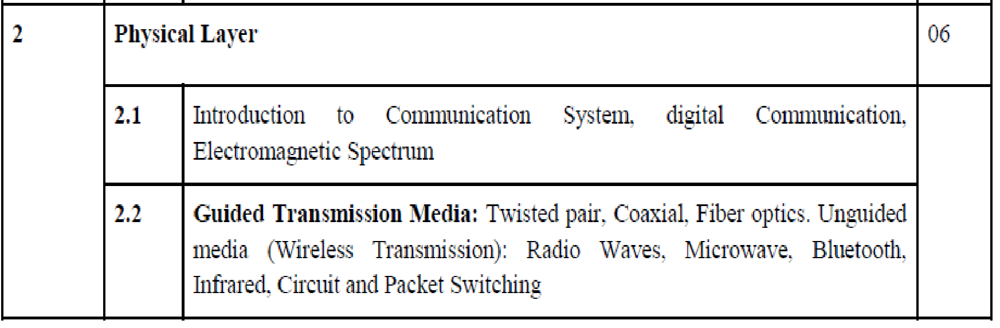 2 Physical Layer 06
2.1 Introduction to Communication System, digital Communication,
Electromagnetic Spectrum
2.2 Guided Transmission Media: Twisted pair, Coaxial, Fiber optics. Unguided
media (Wireless Transmission): Radio Waves, Microwave, Bluetooth,
Infrared, Circuit and Packet Switching